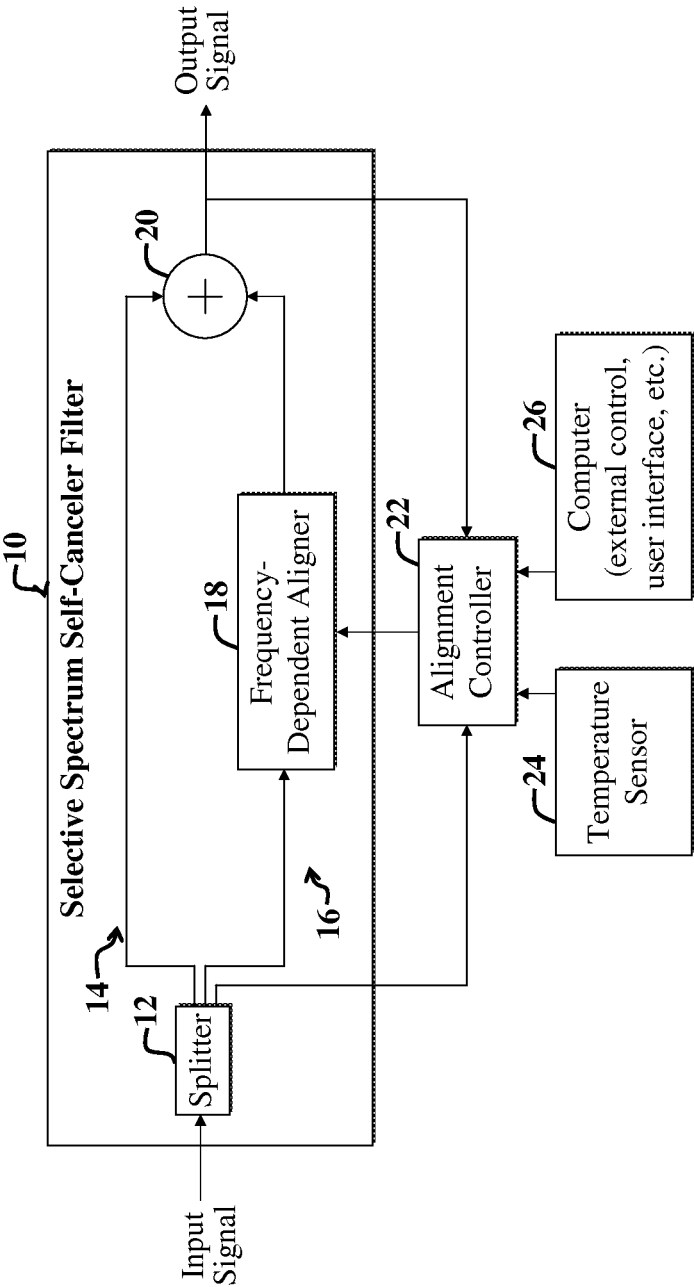 10
Selective Spectrum Self-Canceler Filter
Input
Signal
12
Splitter
14
16
18
Frequency-
Dependent Aligner
20
+
Output
Signal
22
Alignment
Controller
24
Temperature
Sensor
26
Computer
(external control,
user interface, etc.)